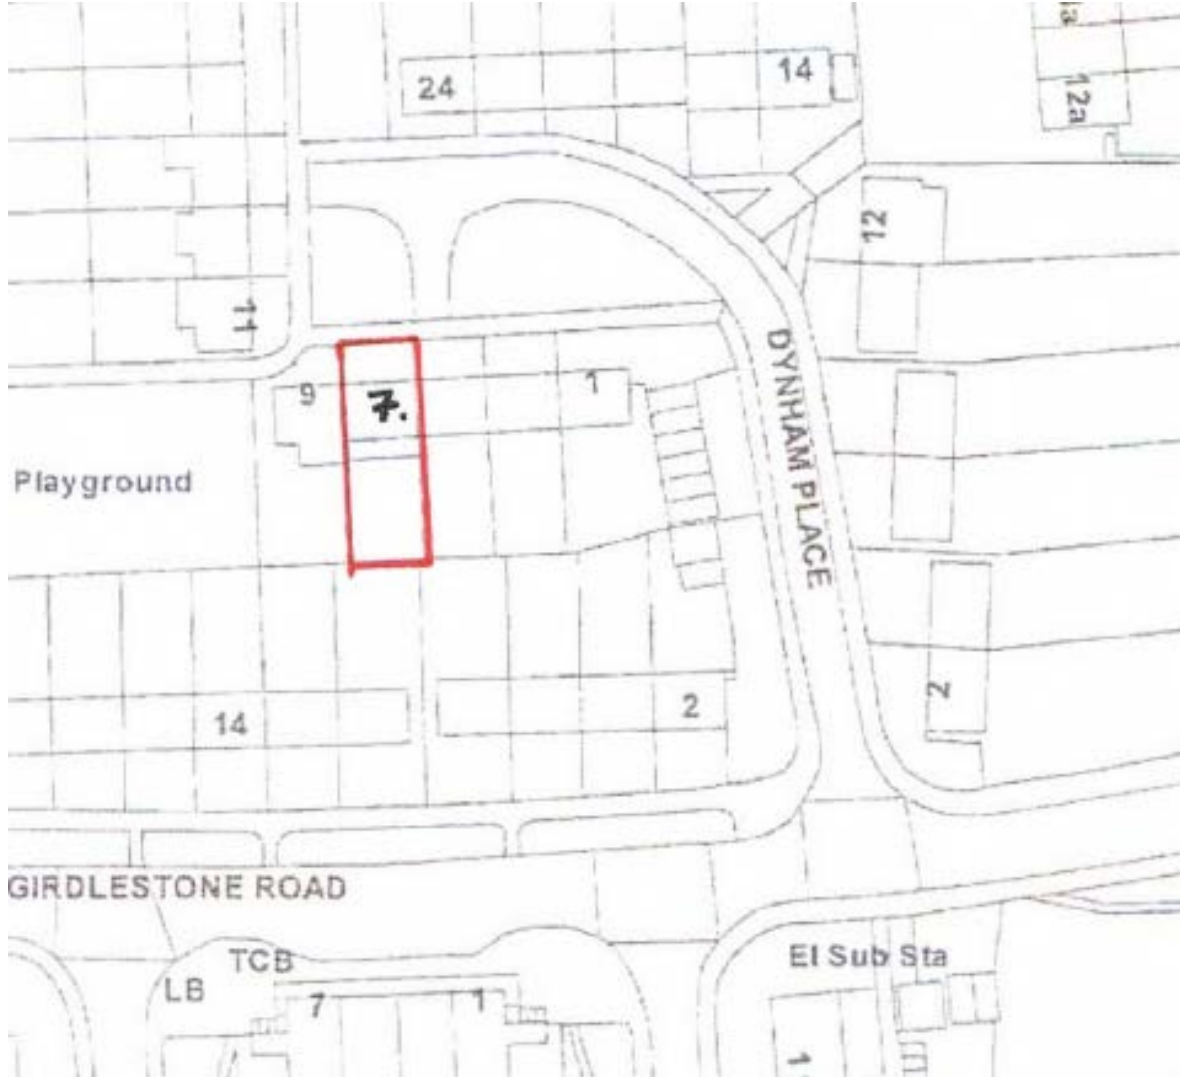 24
14
12a
12
11
9
7.
1
DYNHAM PLACE
Playground
14
2
2
GIRDLESTONE ROAD
TCB
LB
7
1
El Sub Sta